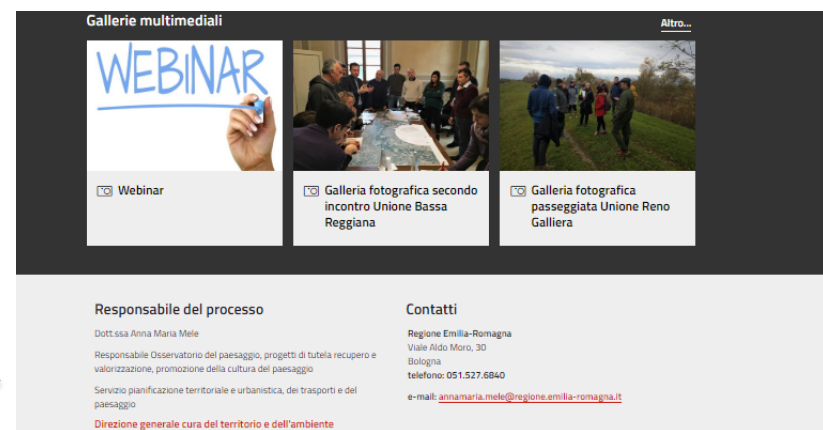 Gallerie multimediali
Altro...
WEBINAR
Webinar
Galleria fotografica secondo
incontro Unione Bassa
Reggiana
Galleria fotografica
passeggiata Unione Reno
Galliera
Responsabile del processo
Dott.ssa Anna Maria Mele
Responsabile Osservatorio del paesaggio, progetti di tutela recupero e
valorizzazione, promozione della cultura del paesaggio
Servizio pianificazione territoriale e urbanistica, dei trasporti e del
paesaggio
Direzione generale cura del territorio e dell'ambiente
Contatti
Regione Emilia-Romagna
Viale Aldo Moro, 30
Bologna
telefono: 051.527.6840
e-mail: annamaria.mele@regione.emilia-romagna.it